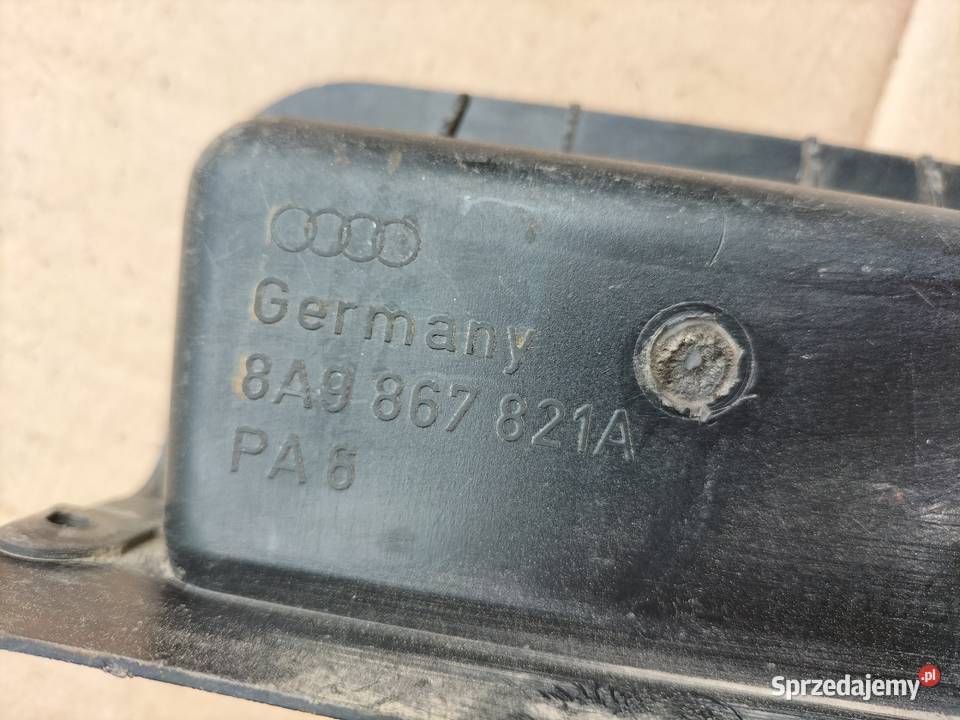 Germany
8A9 867 821A
PA 6
Sprzedajemy.pl